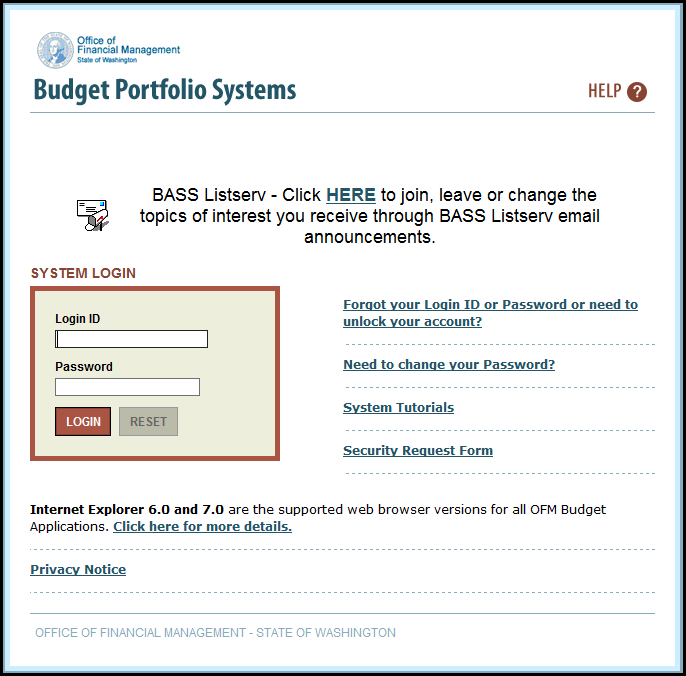 Office of
Financial Management
State of Washington
Budget Portfolio Systems
HELP ?
BASS Listserv - Click HERE to join, leave or change the
topics of interest you receive through BASS Listserv email
announcements.
SYSTEM LOGIN
Login ID
Password
LOGIN RESET
Forgot your Login ID or Password or need to
unlock your account?
Need to change your Password?
System Tutorials
Security Request Form
Internet Explorer 6.0 and 7.0 are the supported web browser versions for all OFM Budget
Applications. Click here for more details.
Privacy Notice
OFFICE OF FINANCIAL MANAGEMENT - STATE OF WASHINGTON